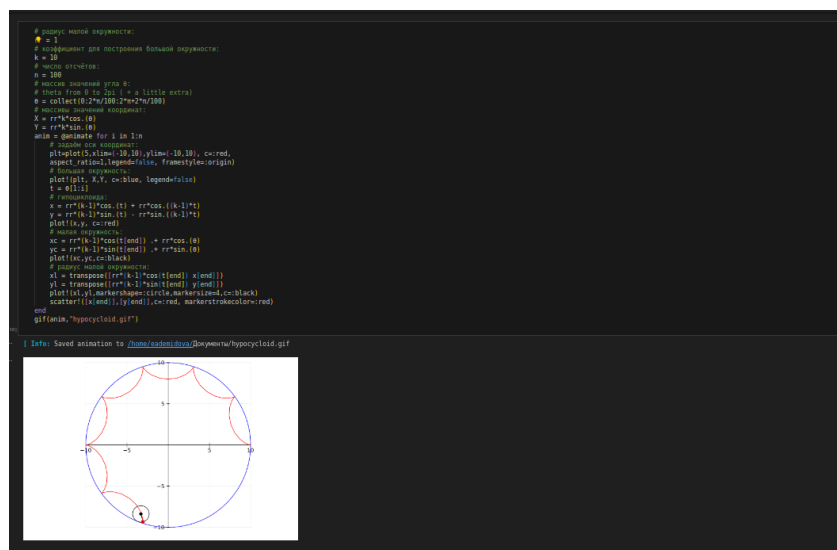 # радиус малой окружности:
= 1
# коэффициент для построения большой окружности:
k = 10
# число отсчётов:
n = 100
# массив значений угла θ:
# theta from 0 to 2pi ( + a little extra)
θ = collect(0:2*π/100:2*π+2*π/100)
# массивы значений координат:
X = rr*k*cos.(θ)
Y = rr*k*sin.(θ)
anim = @animate for i in 1:n
# задаём оси координат:
plt=plot(5,xlim=(-10,10),ylim=(-10,10), c=:red,
aspect_ratio=1,legend=false, framestyle=:origin)
# большая окружность:
plot!(plt, X,Y, c=:blue, legend=false)
t = θ[1:i]
# гипоциклоида:
x = rr*(k-1)*cos.(t) + rr*cos.((k-1)*t)
y = rr*(k-1)*sin.(t) - rr*sin.((k-1)*t)
plot!(x,y, c=:red)
# малая окружность:
xc = rr*(k-1)*cos(t[end]) .+ rr*cos.(θ)
yc = rr*(k-1)*sin(t[end]) .+ rr*sin.(θ)
plot!(xc,yc,c=:black)
# радиус малой окружности:
xl = transpose([rr*(k-1)*cos(t[end]) x[end]])
yl = transpose([rr*(k-1)*sin(t[end]) y[end]])
plot!(xl,yl,markershape=:circle,markersize=4,c=:black)
scatter!([x[end]],[y[end]],c=:red, markerstrokecolor=:red)
end
gif(anim,"hypocycloid.gif")
[ Info: Saved animation to /home/eademidova/Документы/hypocycloid.gif
10
5
-10 -5 5 10
-5
-10